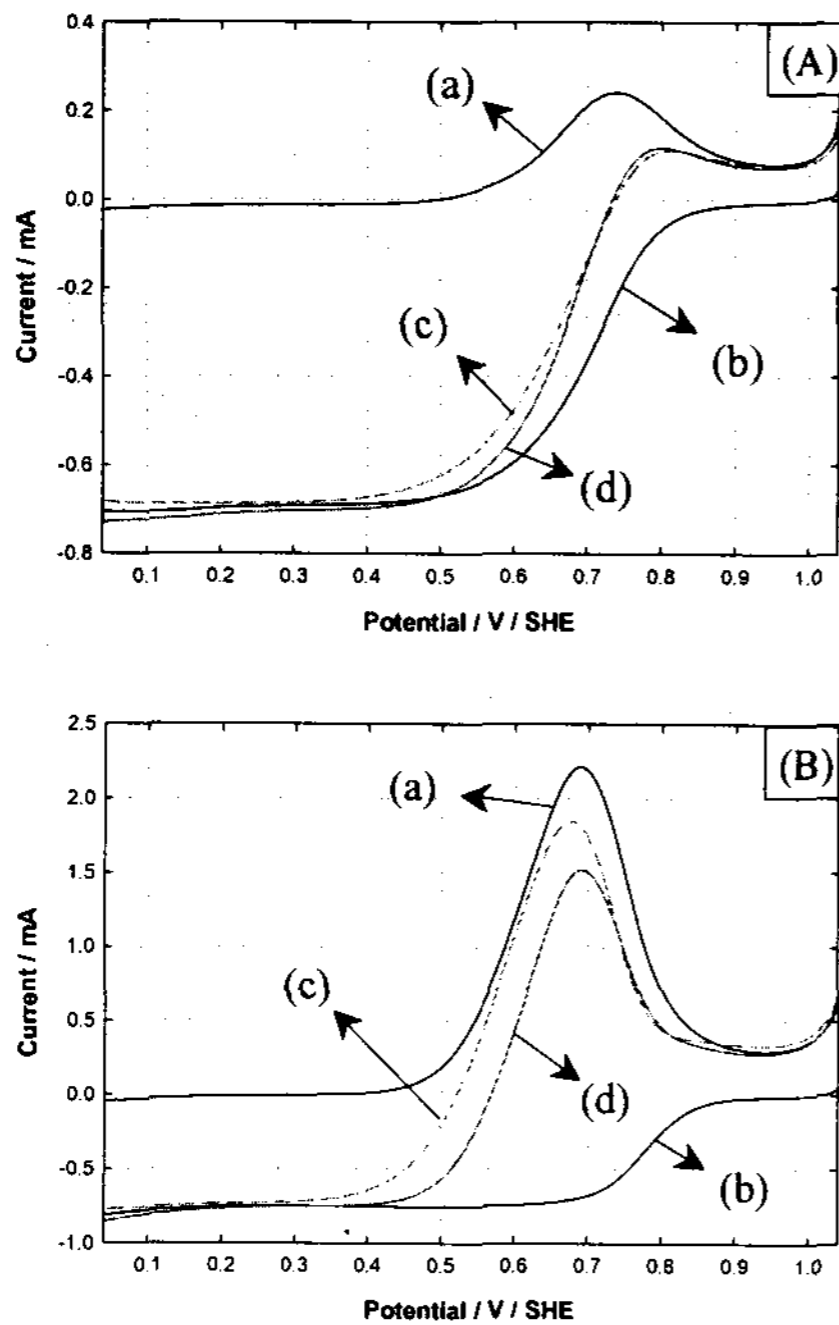 0.4
(A)
(a)
0.2
0.0
-0.2
(c)
(b)
-0.4
(d)
-0.6
-0.8
Current / mA
0.1 0.2 0.3 0.4 0.5 0.6 0.7 0.8 0.9 1.0
Potential / V / SHE
2.5
(B)
(a)
2.0
1.5
1.0
(c)
0.5
(d)
0.0
(b)
-0.5
-1.0
Current / mA
0.1 0.2 0.3 0.4 0.5 0.6 0.7 0.8 0.9 1.0
Potential / V / SHE